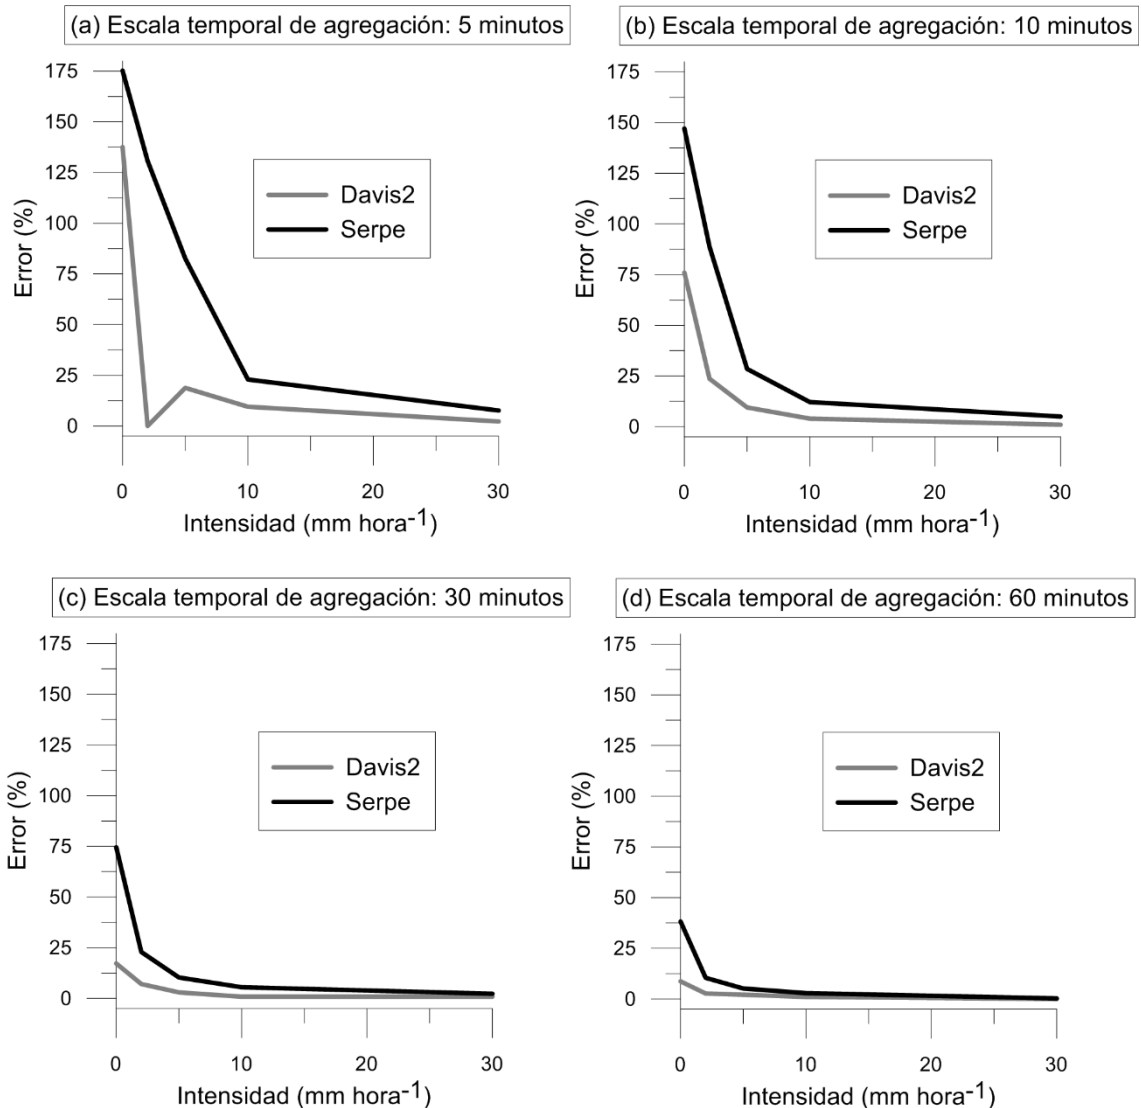 (a) Escala temporal de agregación: 5 minutos
175
150
125
100
75
50
25
0
Error (%)
Davis2
Serpe
0 10 20 30
Intensidad (mm hora-1)
(b) Escala temporal de agregación: 10 minutos
175
150
125
100
75
50
25
0
Error (%)
Davis2
Serpe
0 10 20 30
Intensidad (mm hora-1)
(c) Escala temporal de agregación: 30 minutos
175
150
125
100
75
50
25
0
Error (%)
Davis2
Serpe
0 10 20 30
Intensidad (mm hora-1)
(d) Escala temporal de agregación: 60 minutos
175
150
125
100
75
50
25
0
Error (%)
Davis2
Serpe
0 10 20 30
Intensidad (mm hora-1)